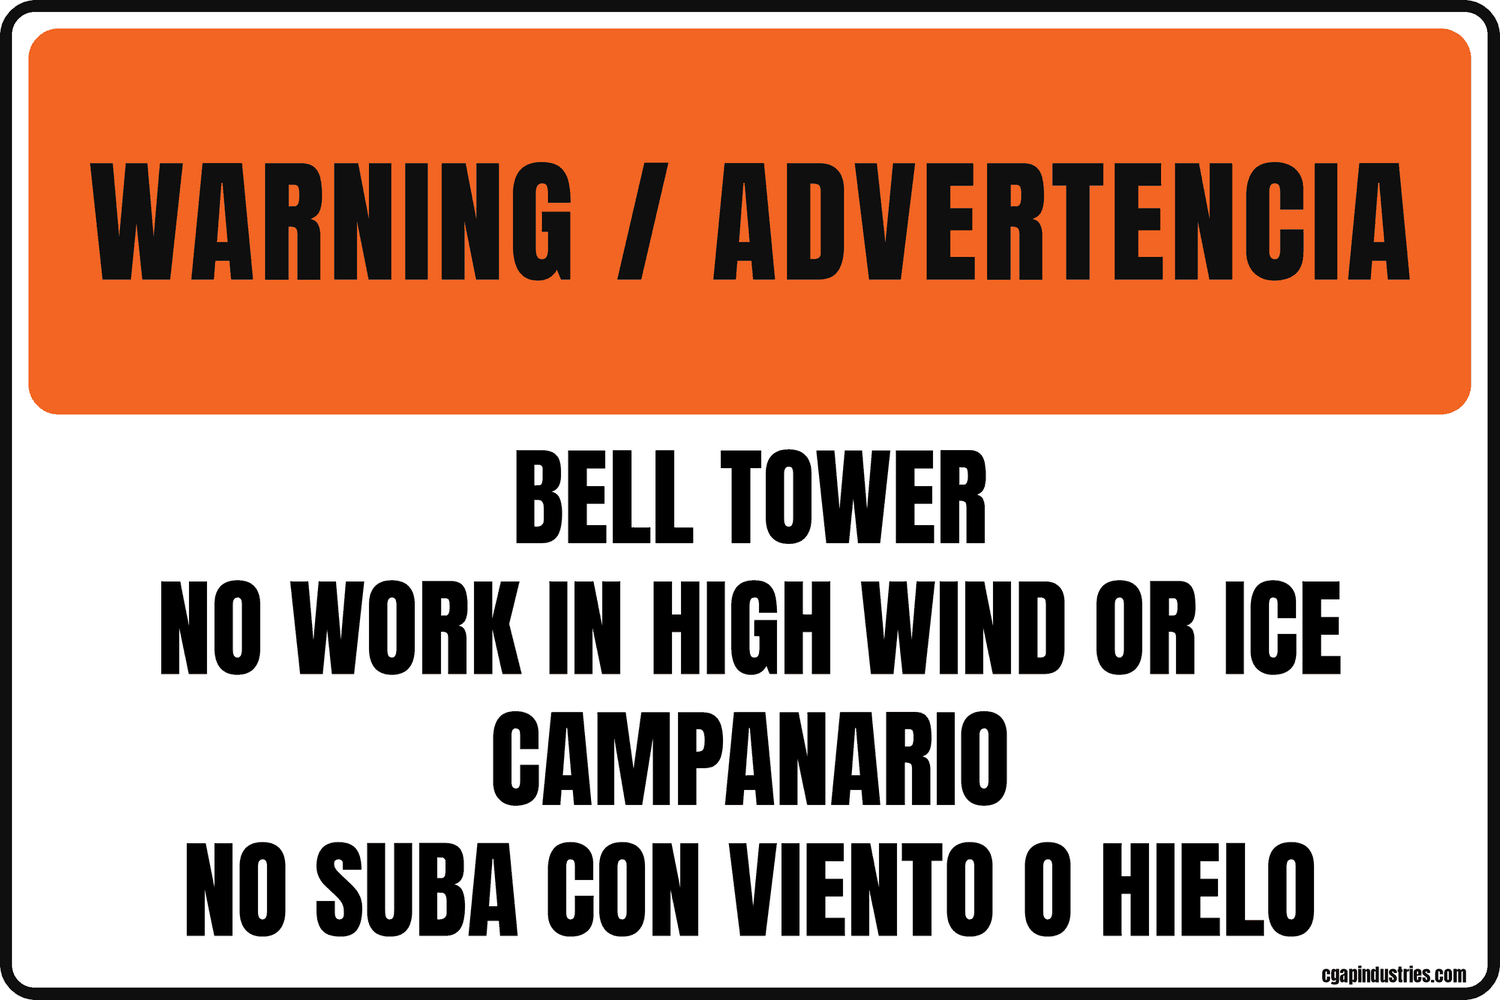 WARNING / ADVERTENCIA
BELL TOWER
NO WORK IN HIGH WIND OR ICE
CAMPANARIO
NO SUBA CON VIENTO O HIELO
cgapindustries.com